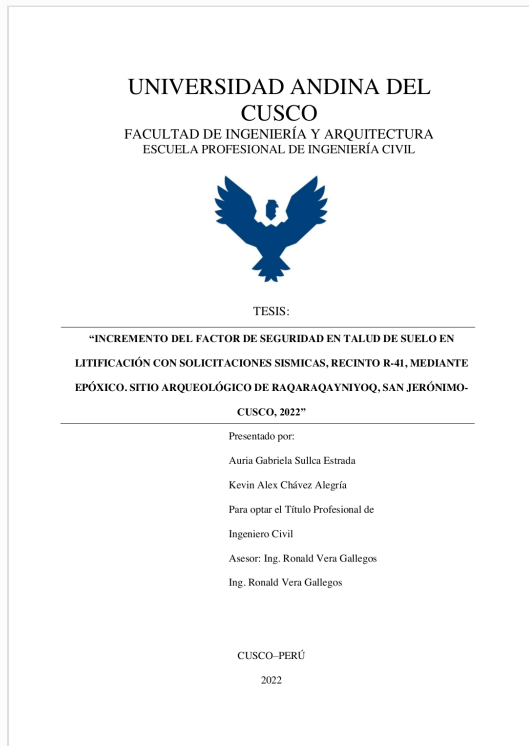 UNIVERSIDAD ANDINA DEL
CUSCO
FACULTAD DE INGENIERÍA Y ARQUITECTURA
ESCUELA PROFESIONAL DE INGENIERÍA CIVIL
TESIS:
“INCREMENTO DEL FACTOR DE SEGURIDAD EN TALUD DE SUELO EN
LITIFICACIÓN CON SOLICITACIONES SISMICAS, RECINTO R-41, MEDIANTE
EPÓXICO. SITIO ARQUEOLÓGICO DE RAQARAQAYNIYOQ, SAN JERÓNIMO-
CUSCO, 2022”
Presentado por:
Auria Gabriela Sullca Estrada
Kevin Alex Chávez Alegría
Para optar el Título Profesional de
Ingeniero Civil
Asesor: Ing. Ronald Vera Gallegos
Ing. Ronald Vera Gallegos
CUSCO–PERÚ
2022